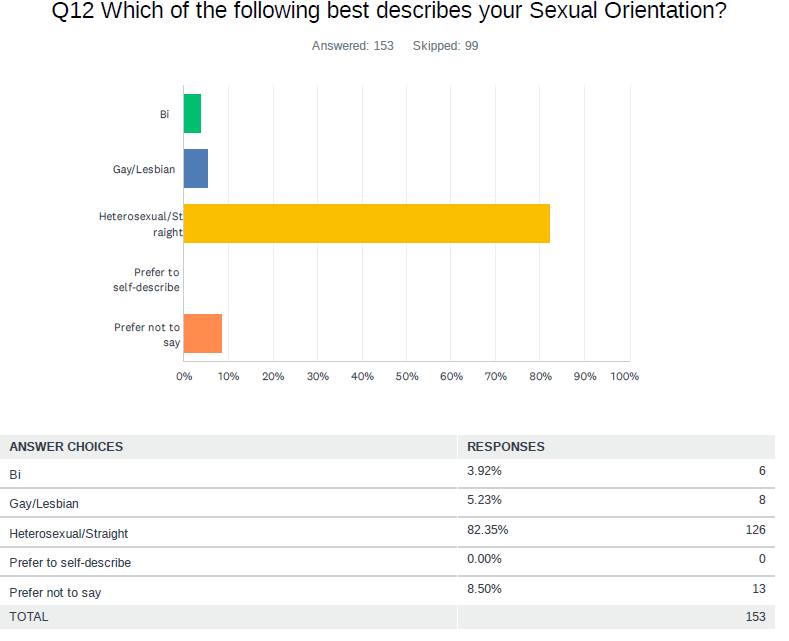 Q12 Which of the following best describes your Sexual Orientation?
Answered: 153 Skipped: 99
Bi
Gay/Lesbian
Heterosexual/St
raight
Prefer to
self-describe
Prefer not to
say
0% 10% 20% 30% 40% 50% 60% 70% 80% 90% 100%
ANSWER CHOICES RESPONSES
Bi 3.92% 6
Gay/Lesbian 5.23% 8
Heterosexual/Straight 82.35% 126
Prefer to self-describe 0.00% 0
Prefer not to say 8.50% 13
TOTAL 153